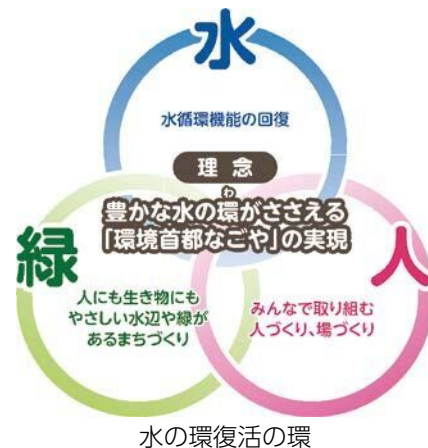 水
水循環機能の回復
理念
わ
豊かな水の環がささえる
「環境首都なごや」の実現
緑
人にも生き物にも
やさしい水辺や緑が
あるまちづくり
人
みんなで取り組む
人づくり、場づくり
水の環復活の環